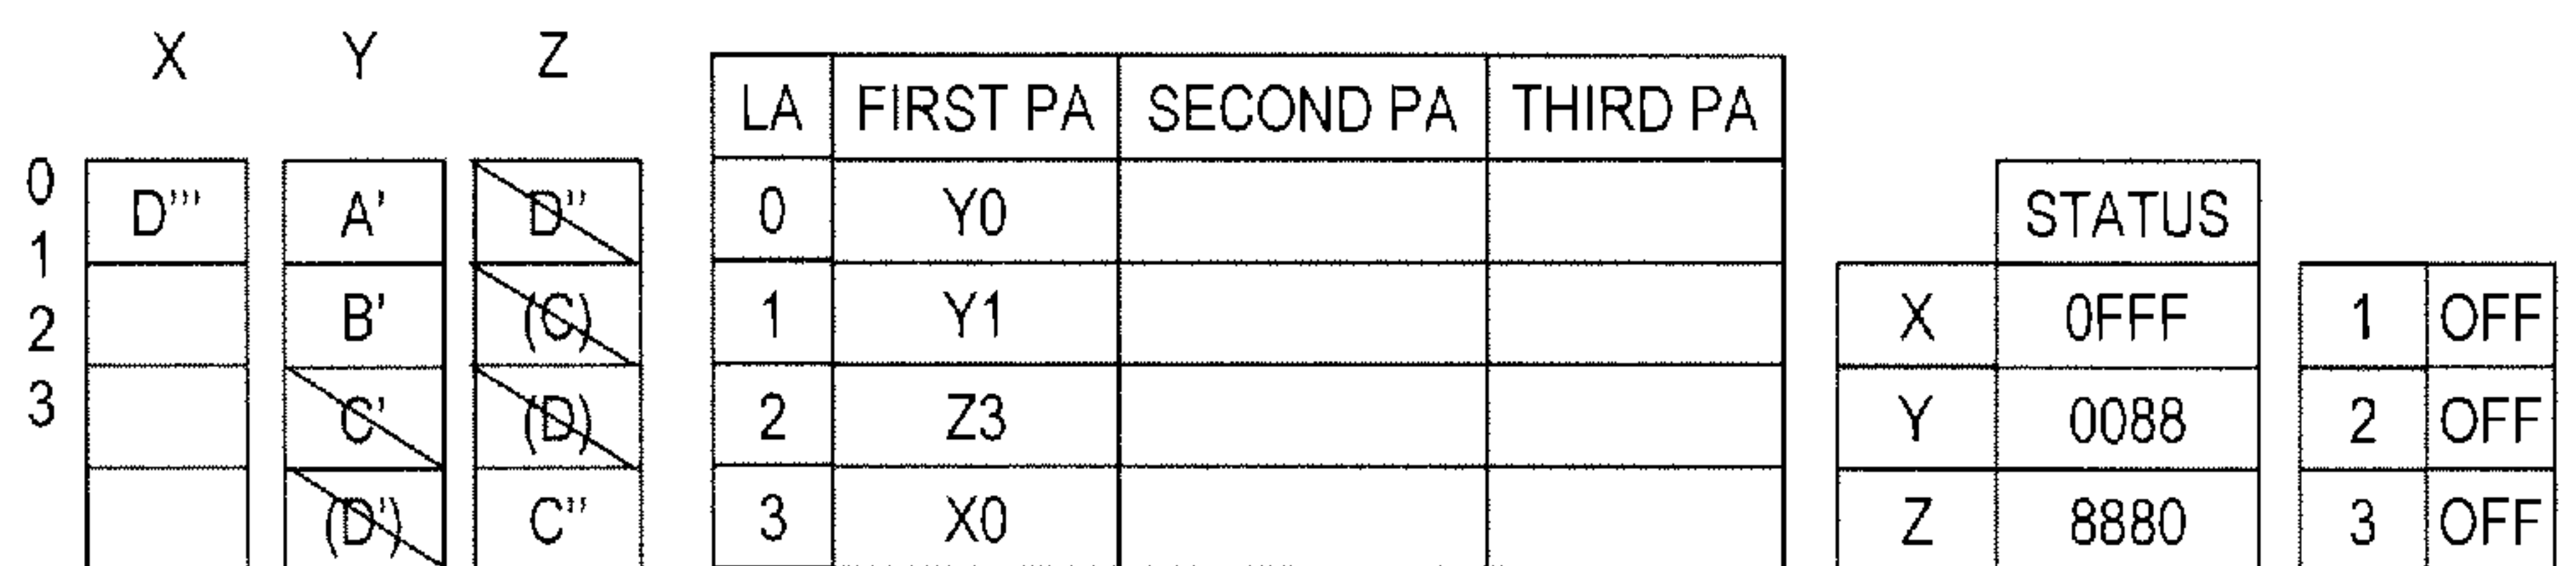 X Y Z
LA FIRST PA SECOND PA THIRD PA
0 D''' A' D'' 0 Y0 STATUS
1 B' (C) 1 Y1 X 0FFF 1 OFF
2 C' (D) 2 Z3 Y 0088 2 OFF
3 (D') C'' 3 X0 Z 8880 3 OFF